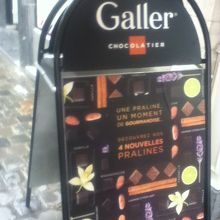 Galler®
CHOCOLATIER
UNE PRALINE,
UN MOMENT
DE GOURMANDISE.
DÉCOUVREZ NOS
4 NOUVELLES
PRALINES